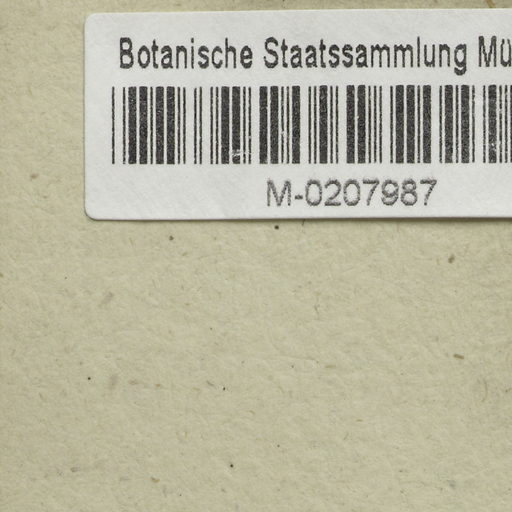 Botanische Staatssammlung Mü
M-0207987